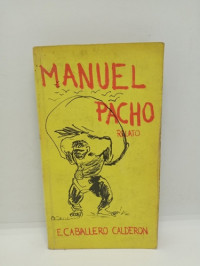 MANUEL
PACHO
RELATO
E. CABALLERO CALDERON